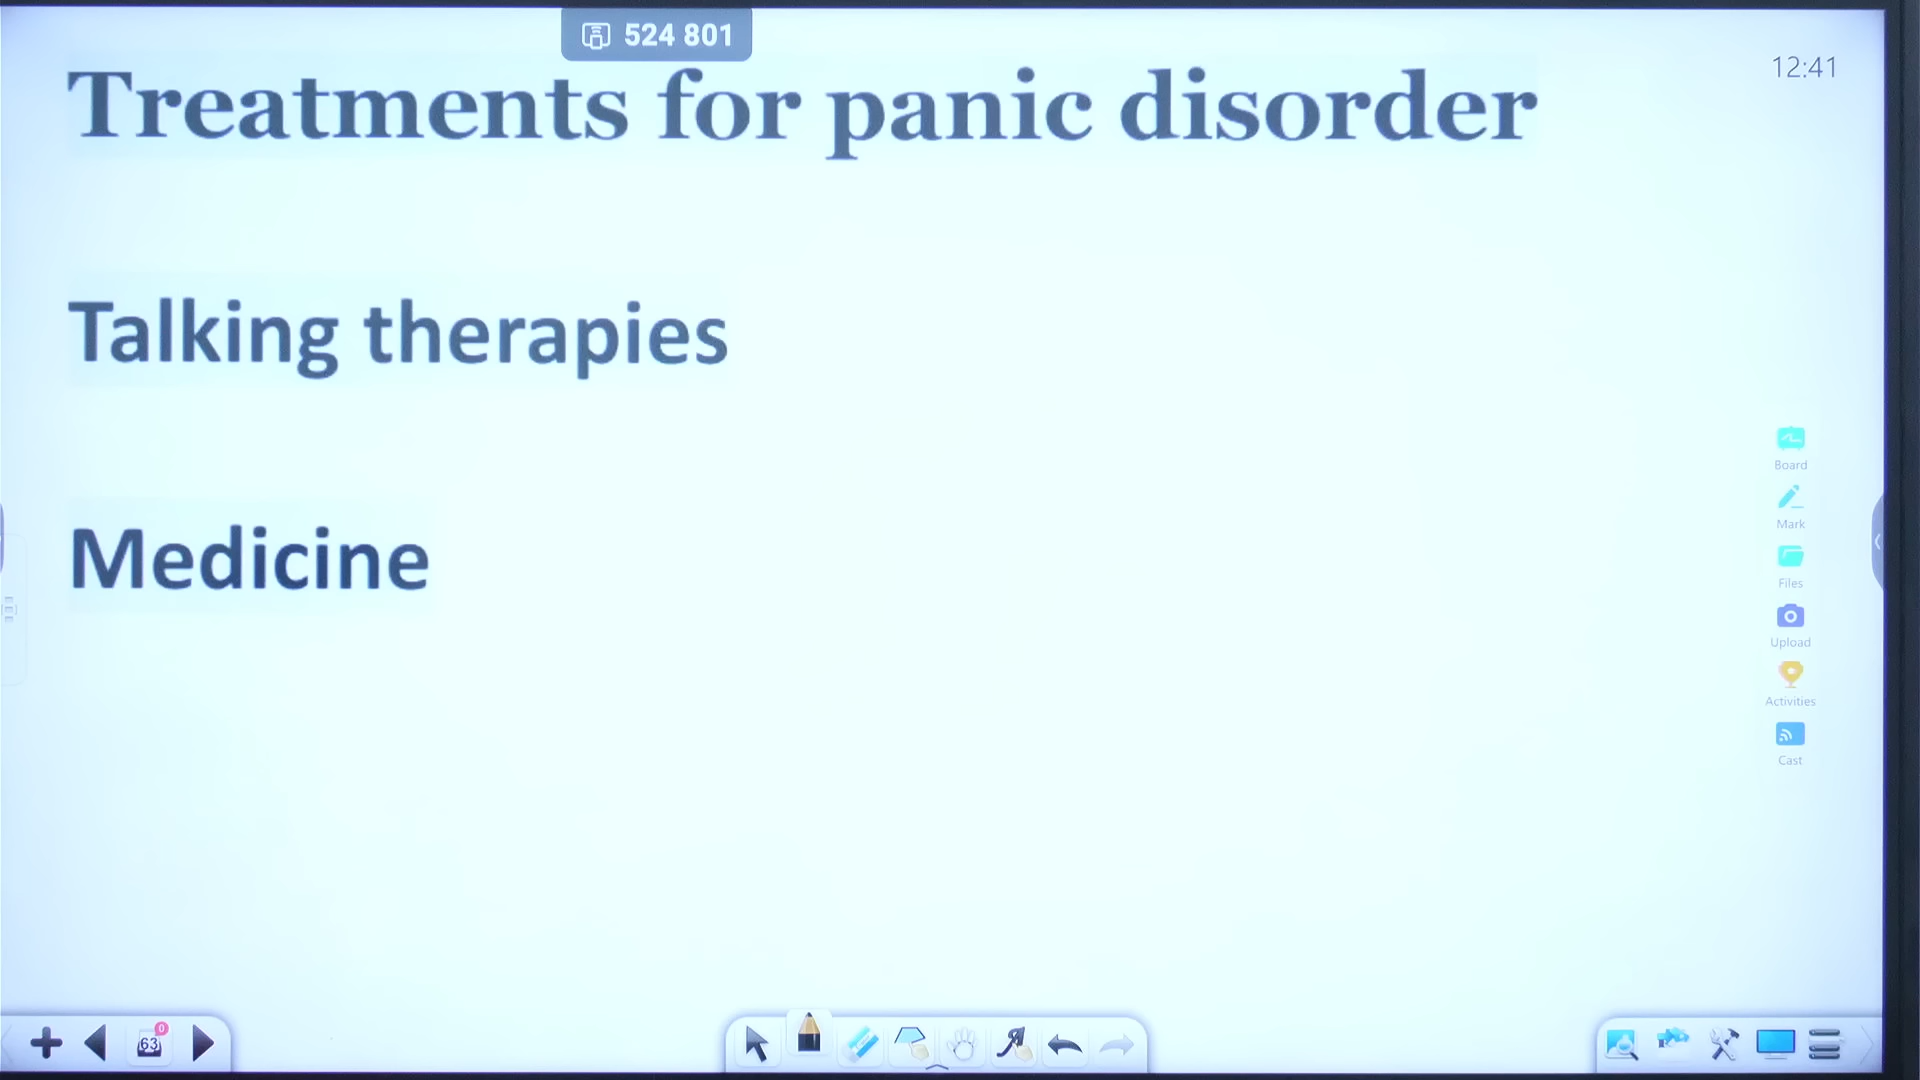 524 801
12:41
Treatments for panic disorder
Talking therapies
Medicine
Board
Mark
Files
Upload
Activities
Cast
0
63